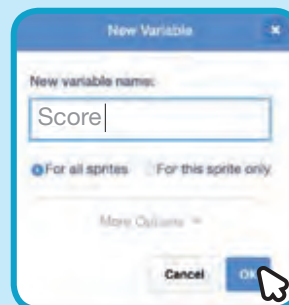 New Variable
New variable name:
Score
For all sprites For this sprite only
More Options
Cancel OK